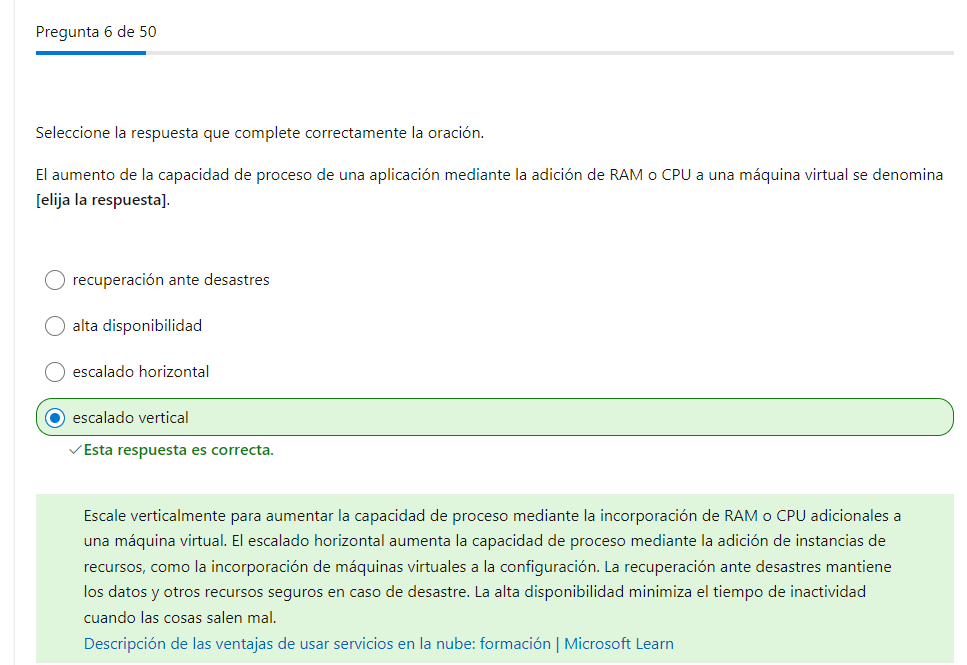 Pregunta 6 de 50
Seleccione la respuesta que complete correctamente la oración.
El aumento de la capacidad de proceso de una aplicación mediante la adición de RAM o CPU a una máquina virtual se denomina
[elija la respuesta].
recuperación ante desastres
alta disponibilidad
escalado horizontal
escalado vertical
Esta respuesta es correcta.
Escale verticalmente para aumentar la capacidad de proceso mediante la incorporación de RAM o CPU adicionales a
una máquina virtual. El escalado horizontal aumenta la capacidad de proceso mediante la adición de instancias de
recursos, como la incorporación de máquinas virtuales a la configuración. La recuperación ante desastres mantiene
los datos y otros recursos seguros en caso de desastre. La alta disponibilidad minimiza el tiempo de inactividad
cuando las cosas salen mal.
Descripción de las ventajas de usar servicios en la nube: formación | Microsoft Learn